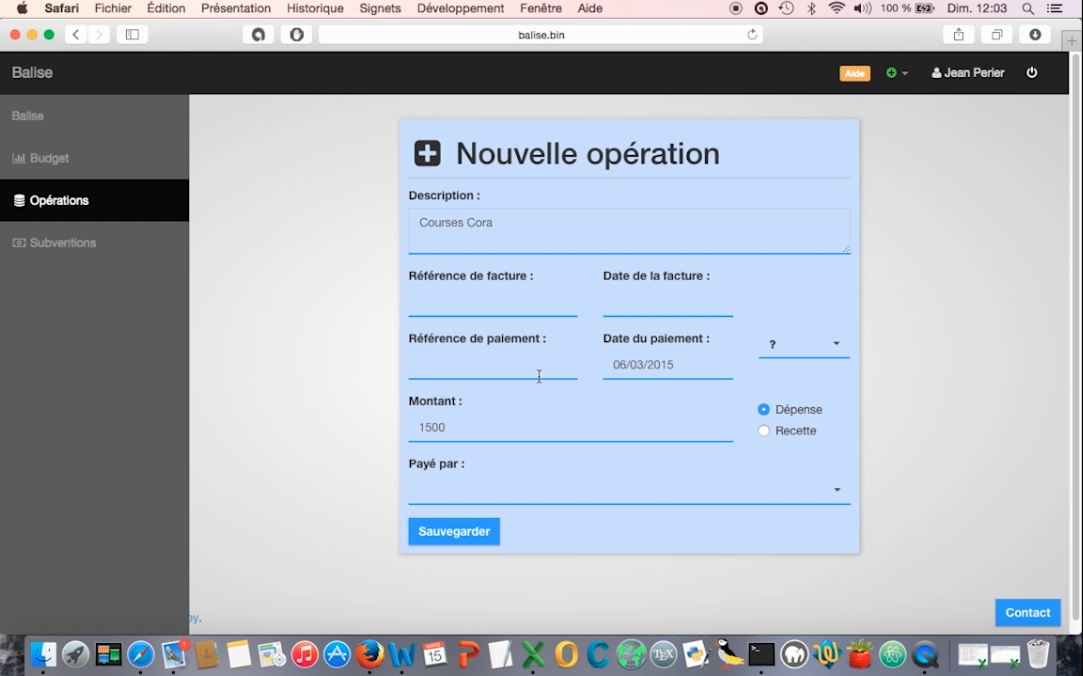 Safari Fichier Édition Présentation Historique Signets Développement Fenêtre Aide 100 % Dim. 12:03
balise.bin
Balise Aide Jean Perier
Balise
Budget
Opérations
Subventions
Nouvelle opération
Description :
Courses Cora
Référence de facture : Date de la facture :
Référence de paiement : Date du paiement : ?
06/03/2015
Montant :
1500
Dépense
Recette
Payé par :
Sauvegarder
Contact